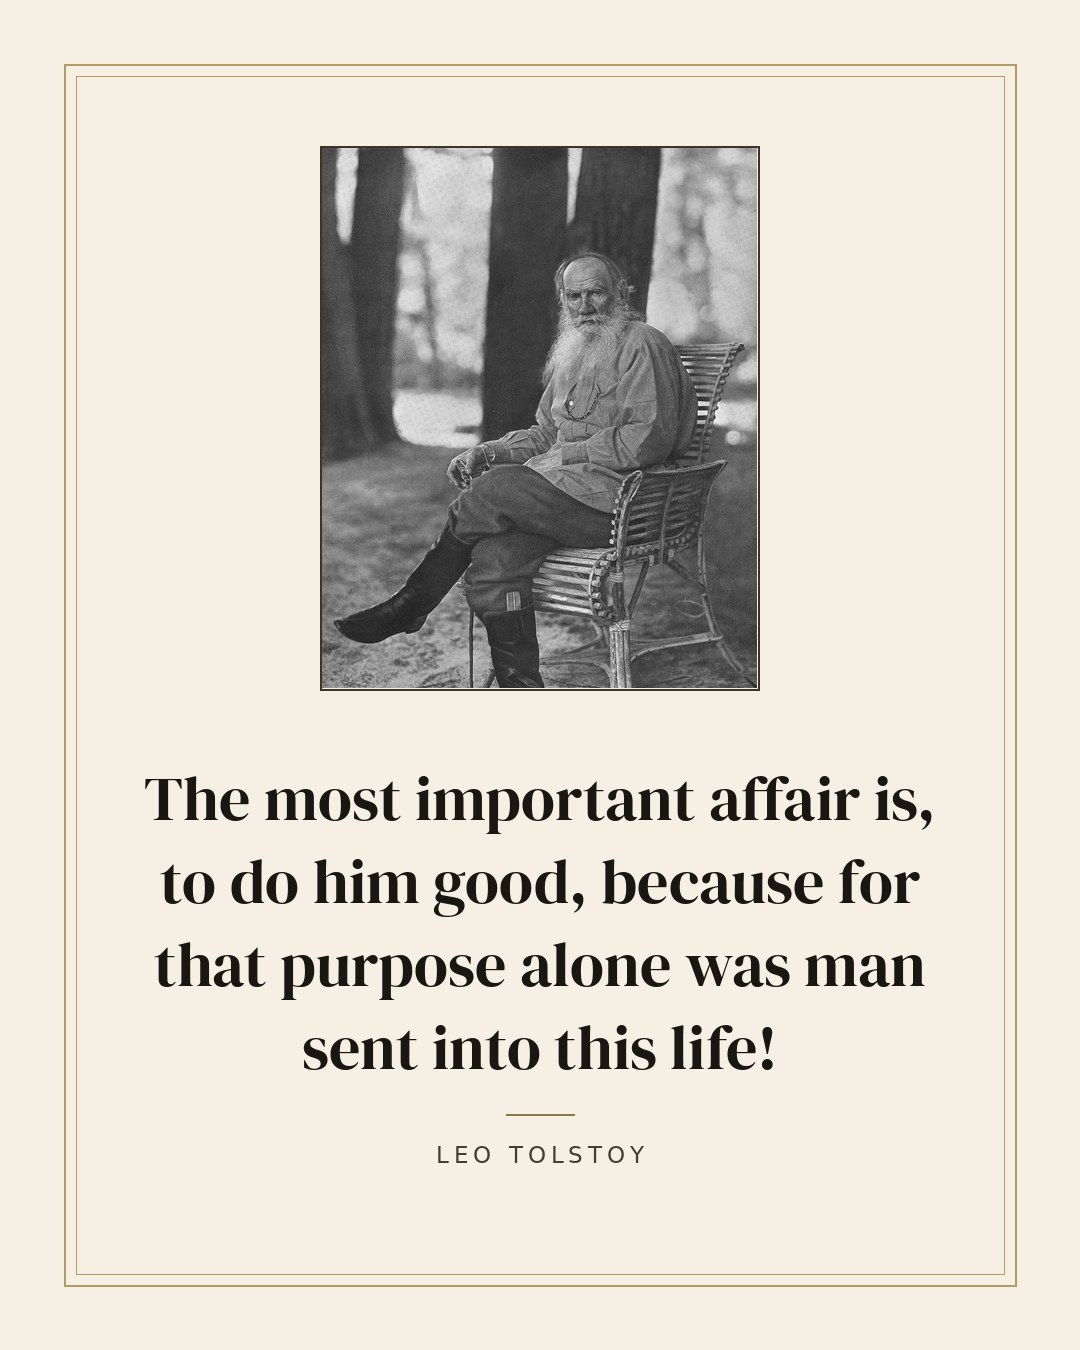 The most important affair is,
to do him good, because for
that purpose alone was man
sent into this life!
LEO TOLSTOY